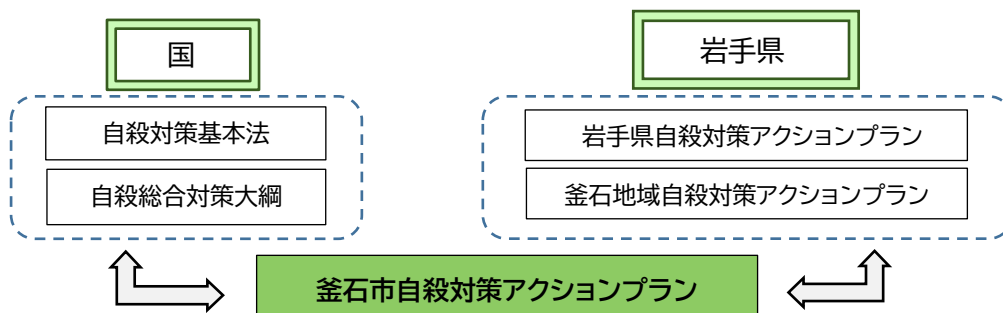 国
岩手県
自殺対策基本法
自殺総合対策大綱
岩手県自殺対策アクションプラン
釜石地域自殺対策アクションプラン
釜石市自殺対策アクションプラン